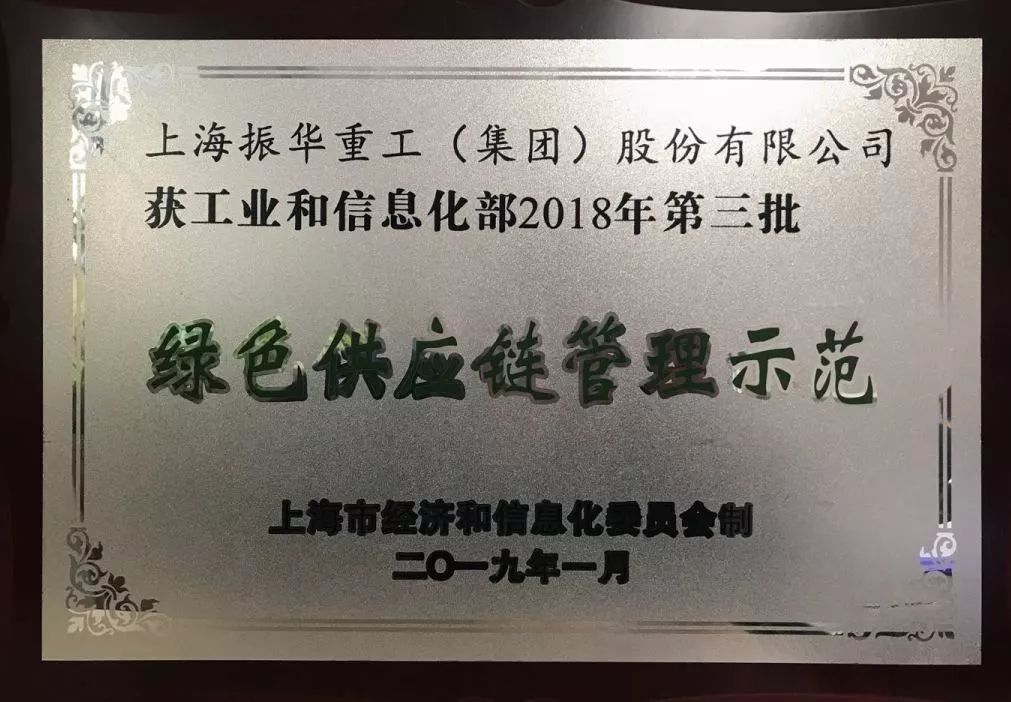 上海振华重工（集团）股份有限公司
获工业和信息化部2018年第三批
绿色供应链管理示范
上海市经济和信息化委员会制
二〇一九年一月